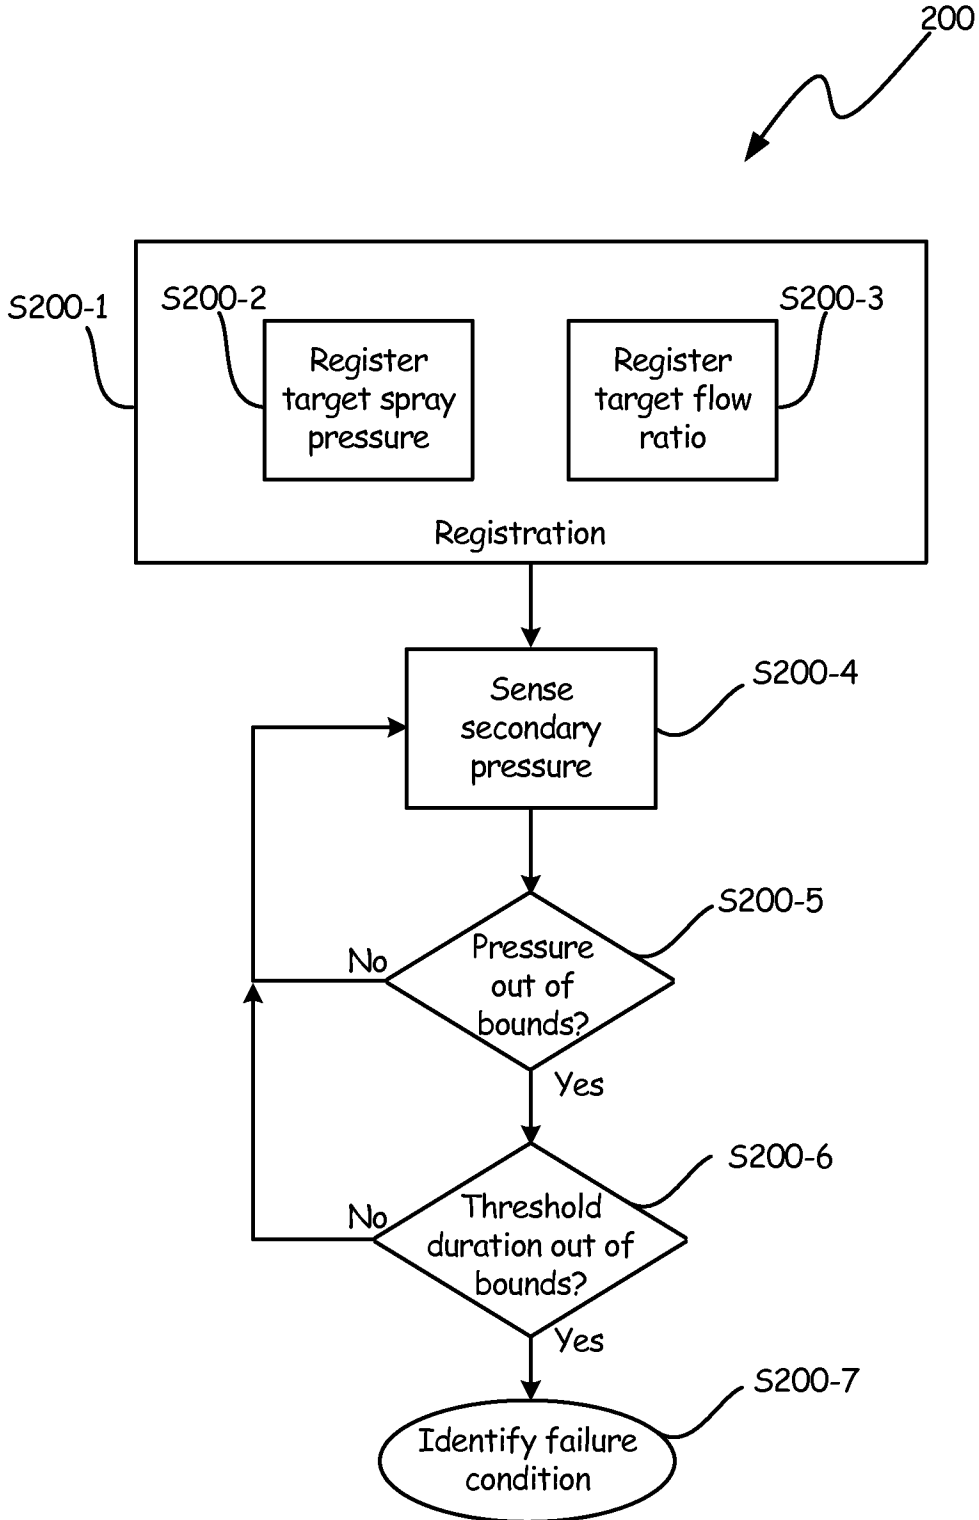 200
S200-1
S200-2
S200-3
Register
target spray
pressure
Register
target flow
ratio
Registration
Sense
secondary
pressure
S200-4
S200-5
Pressure
out of
bounds?
No
Yes
S200-6
Threshold
duration out of
bounds?
No
Yes
S200-7
Identify failure
condition